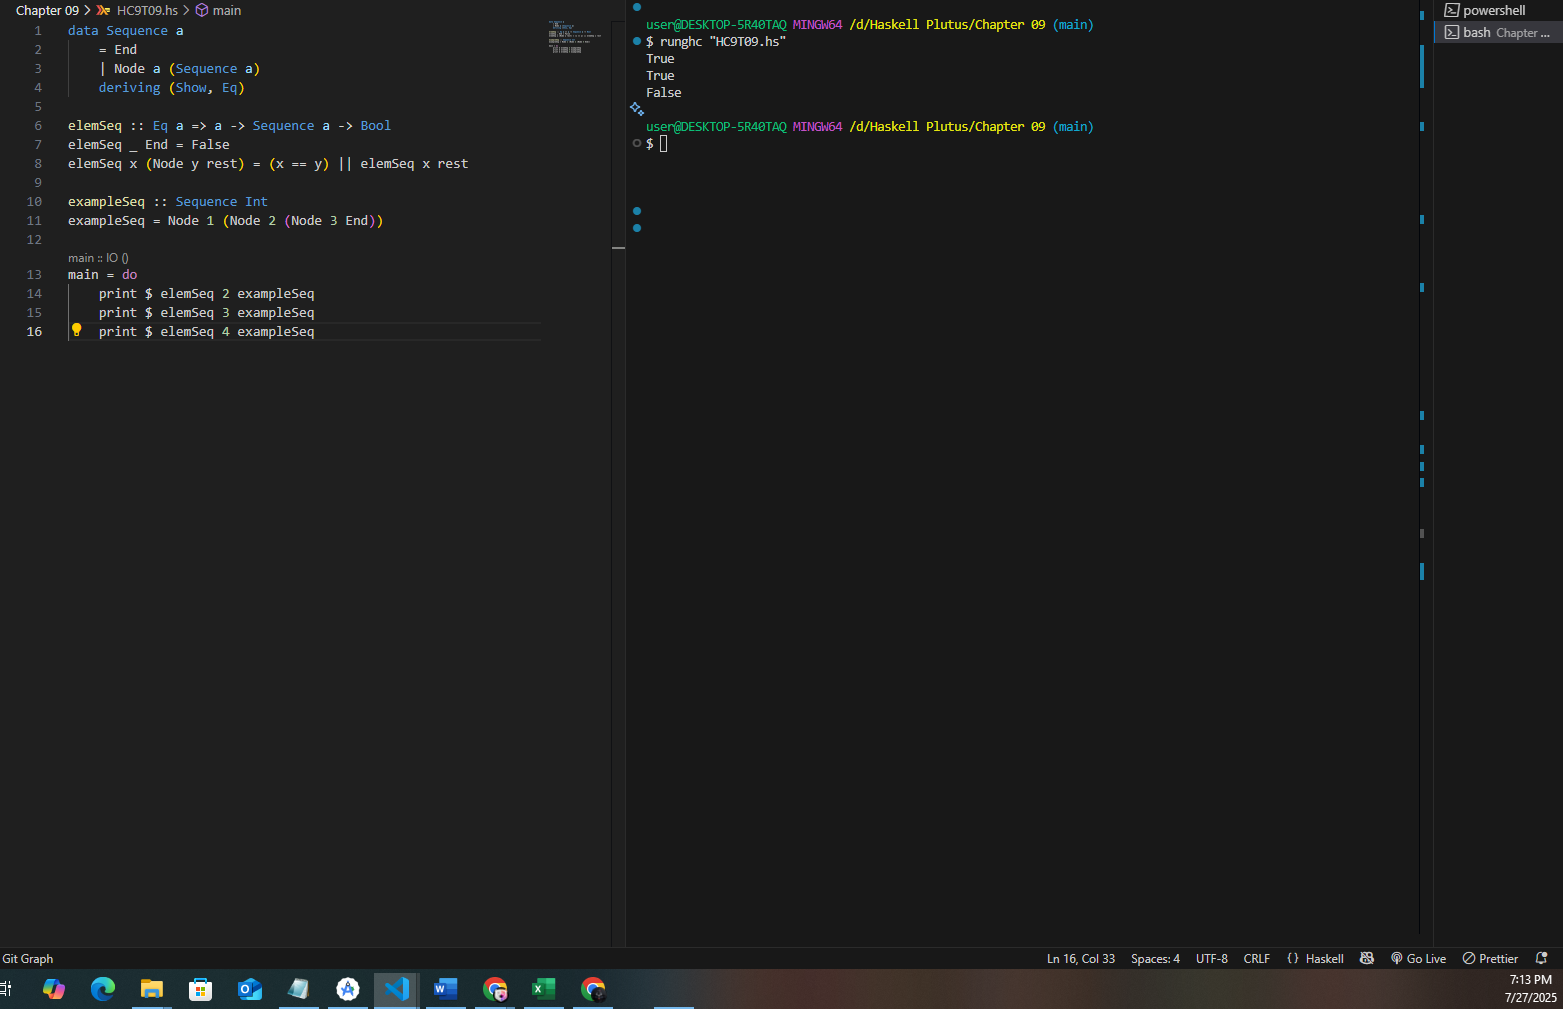 Chapter 09 > HC9T09.hs > main
1 data Sequence a
2     = End
3     | Node a (Sequence a)
4     deriving (Show, Eq)
5
6 elemSeq :: Eq a => a -> Sequence a -> Bool
7 elemSeq _ End = False
8 elemSeq x (Node y rest) = (x == y) || elemSeq x rest
9
10 exampleSeq :: Sequence Int
11 exampleSeq = Node 1 (Node 2 (Node 3 End))
12
main :: IO ()
13 main = do
14     print $ elemSeq 2 exampleSeq
15     print $ elemSeq 3 exampleSeq
16     print $ elemSeq 4 exampleSeq
user@DESKTOP-5R40TAQ MINGW64 /d/Haskell Plutus/Chapter 09 (main)
$ runghc "HC9T09.hs"
True
True
False
user@DESKTOP-5R40TAQ MINGW64 /d/Haskell Plutus/Chapter 09 (main)
$
powershell
bash Chapter ...
Git Graph
Ln 16, Col 33 Spaces: 4 UTF-8 CRLF {} Haskell Go Live Prettier
7:13 PM
7/27/2025